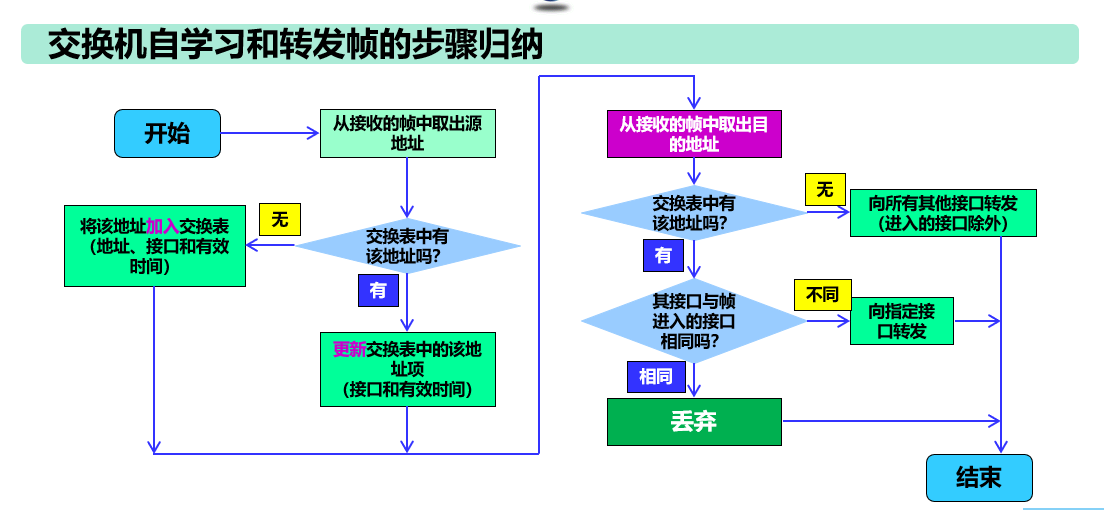 交换机自学习和转发帧的步骤归纳
开始
从接收的帧中取出源
地址
交换表中有
该地址吗？
无
将该地址加入交换表
（地址、接口和有效
时间）
有
更新交换表中的该地
址项
（接口和有效时间）
从接收的帧中取出目
的地址
交换表中有
该地址吗？
无
向所有其他接口转发
（进入的接口除外）
有
其接口与帧
进入的接口
相同吗？
不同
向指定接
口转发
相同
丢弃
结束